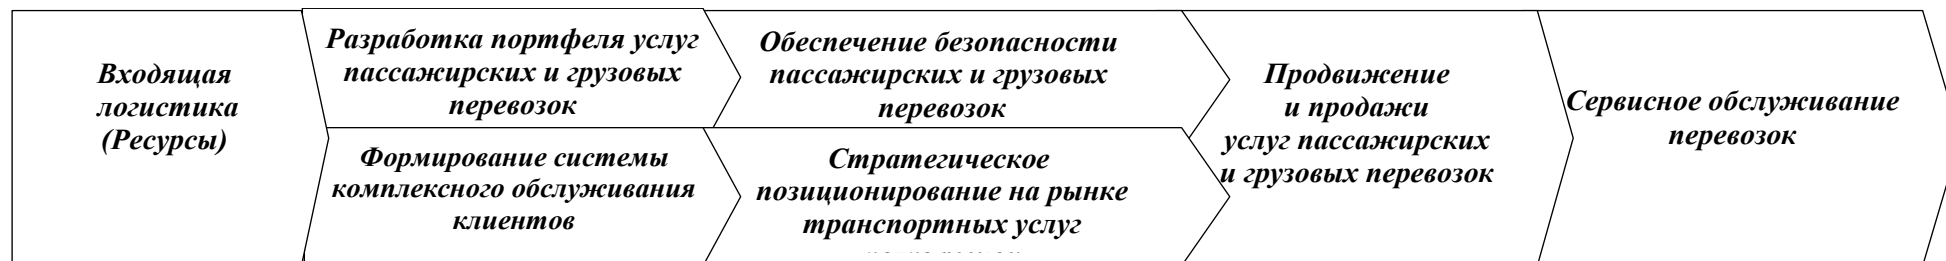 Входящая
логистика
(Ресурсы)
Разработка портфеля услуг
пассажирских и грузовых
перевозок
Формирование системы
комплексного обслуживания
клиентов
Обеспечение безопасности
пассажирских и грузовых
перевозок
Стратегическое
позиционирование на рынке
транспортных услуг
Продвижение
и продажи
услуг пассажирских
и грузовых перевозок
Сервисное обслуживание
перевозок